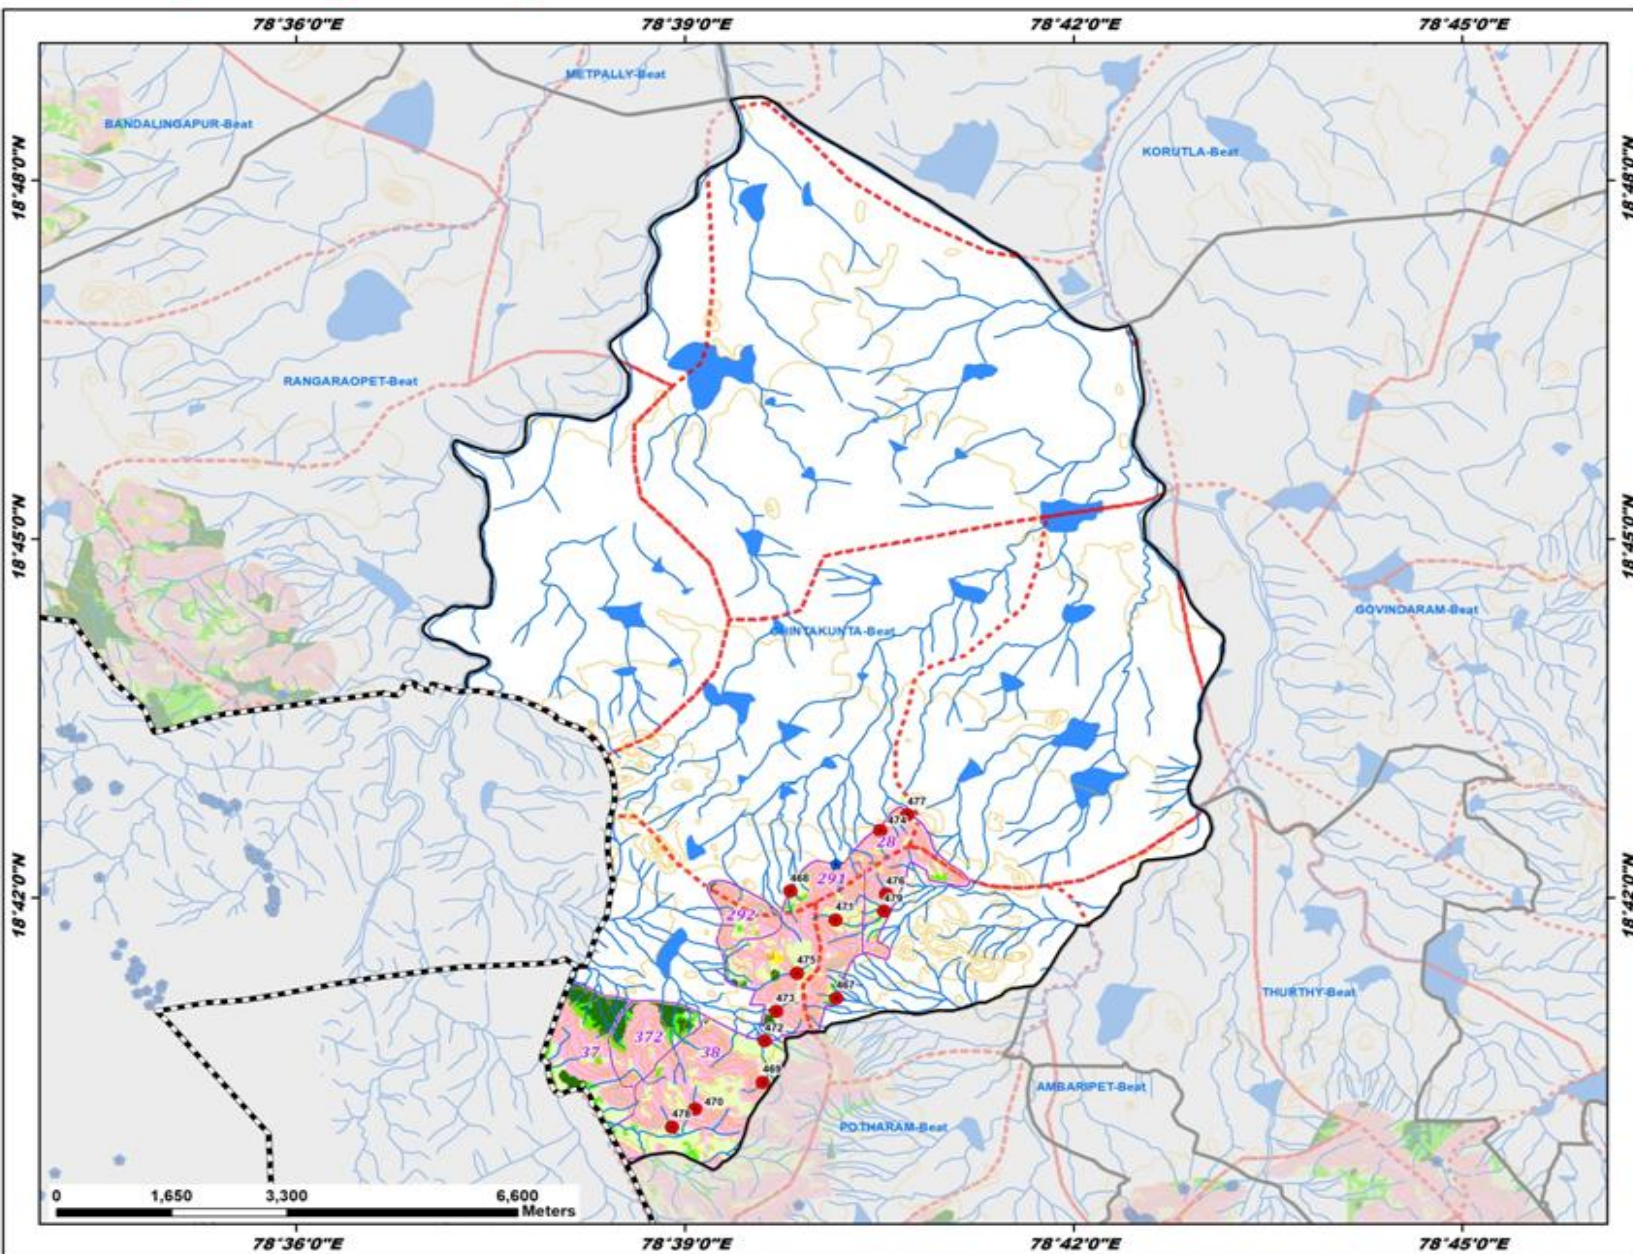 78°36'0"E 78°39'0"E 78°42'0"E 78°45'0"E
METPALLY-Beat
BANDALINGAPUR-Beat
KORUTLA-Beat
18°48'0"N 18°48'0"N
RANGARAOPET-Beat
18°45'0"N 18°45'0"N
GOVINDARAM-Beat
CHINTAKUNTA-Beat
477
474
28
291
468
476
479
292
471
18°42'0"N 18°42'0"N
475
467
473
THURTHY-Beat
472
37 372 38
469
AMBARIPET-Beat
470
478
POTHARAM-Beat
0 1,650 3,300 6,600
Meters
78°36'0"E 78°39'0"E 78°42'0"E 78°45'0"E